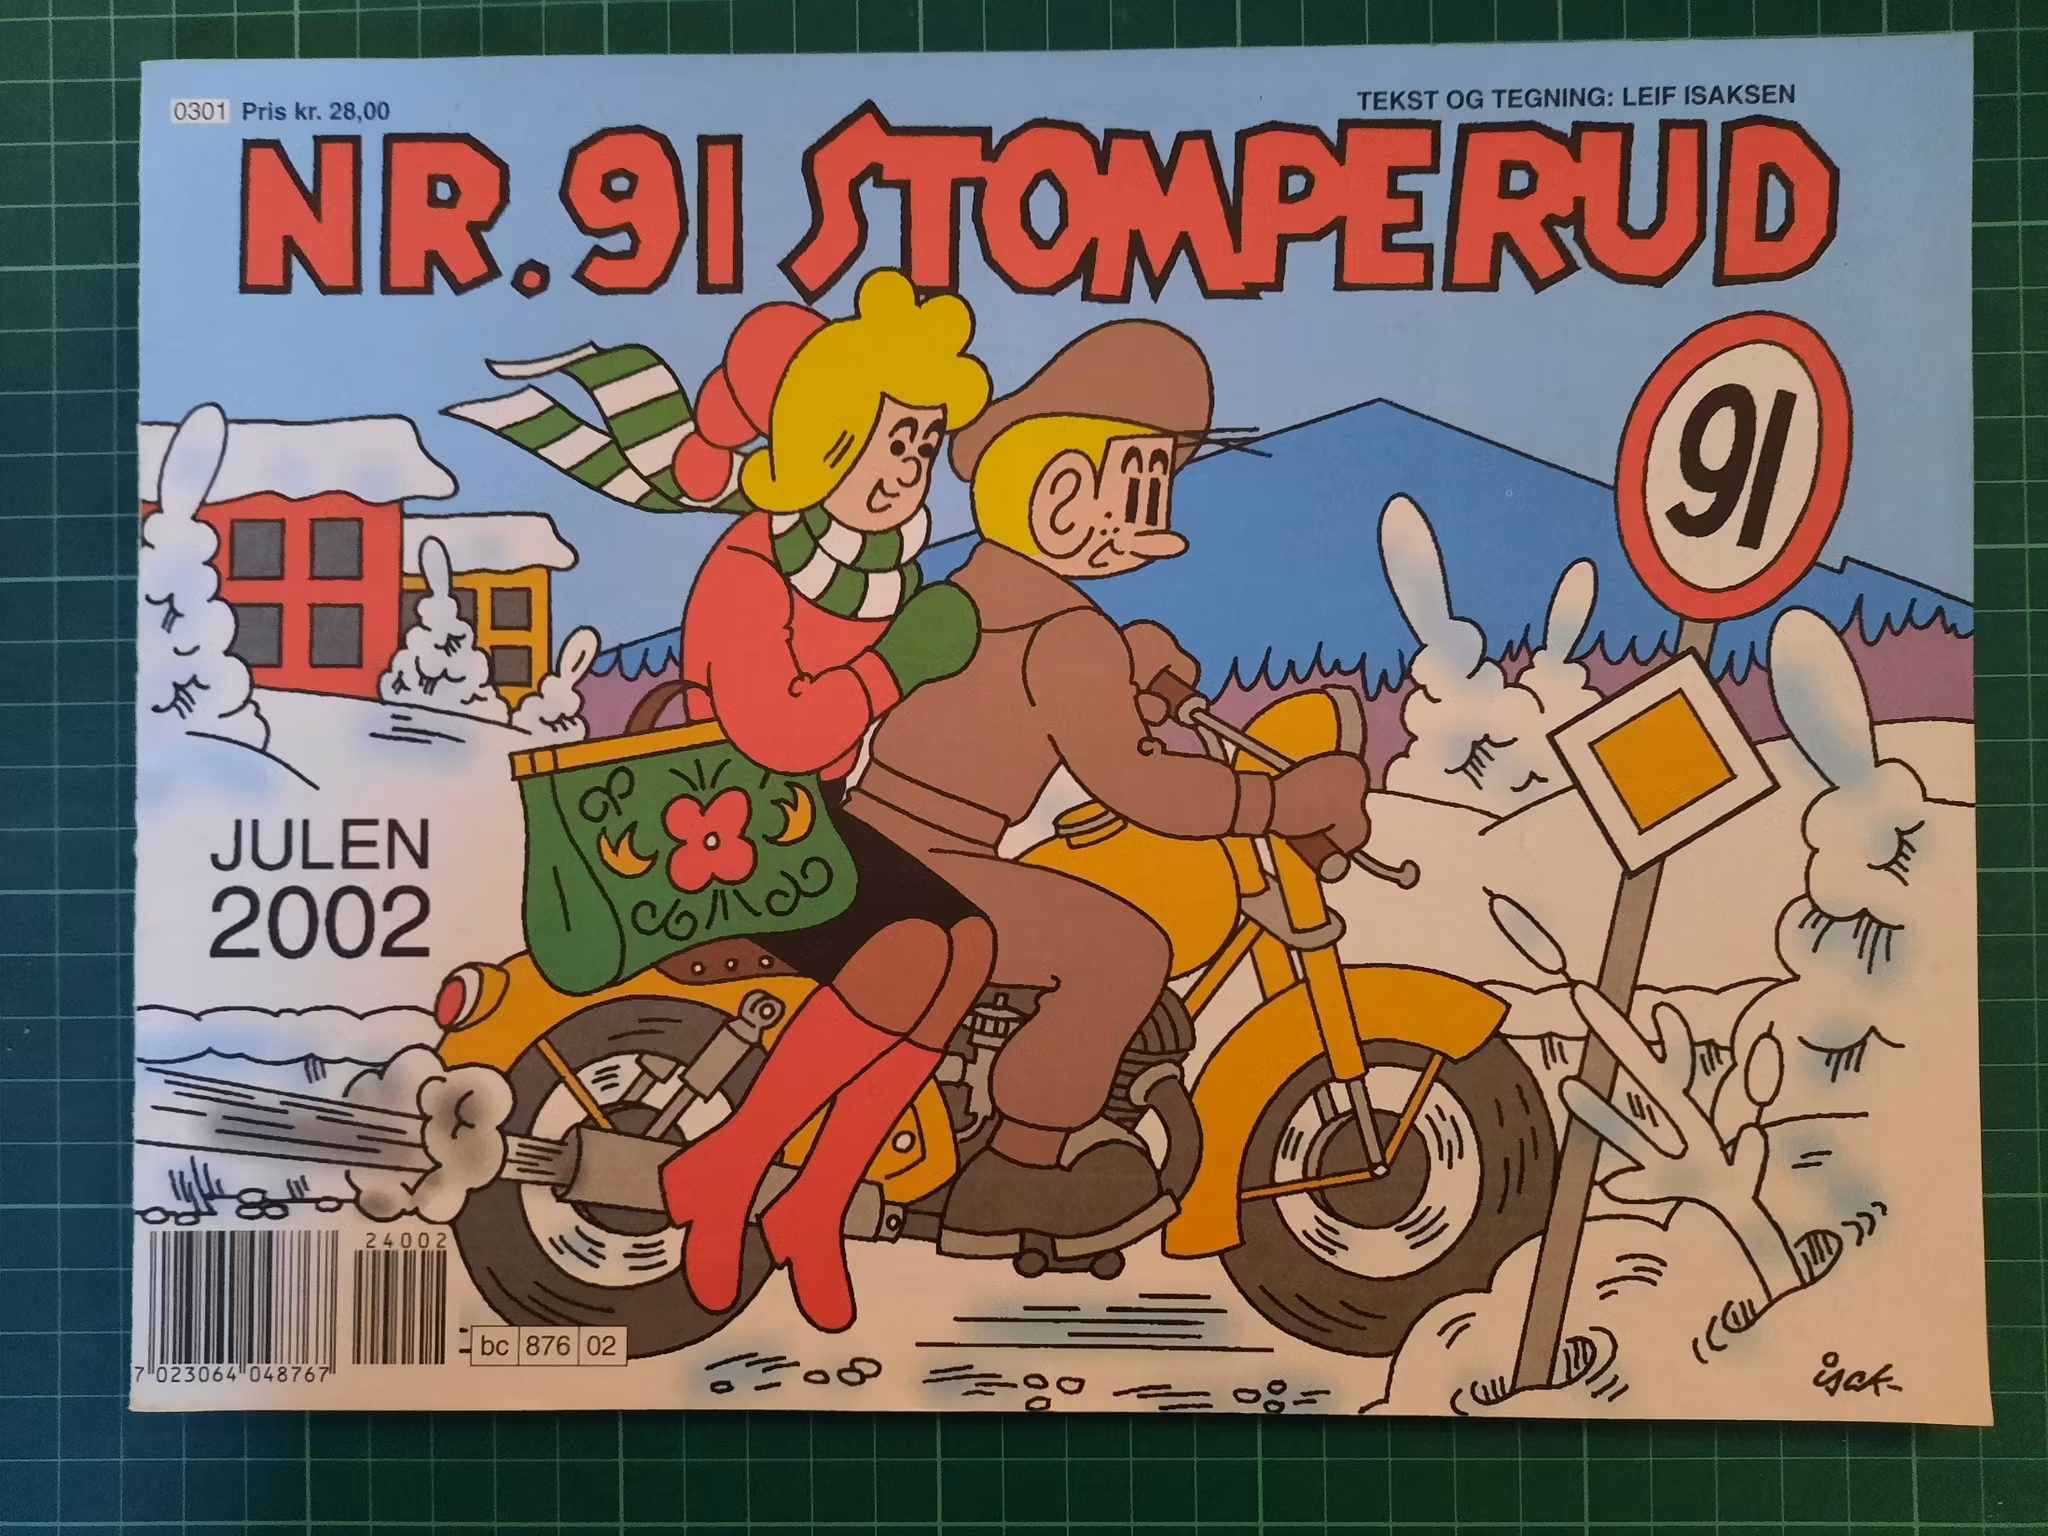 TEKST OG TEGNING: LEIF ISAKSEN
0301 Pris kr. 28,00
NR. 91 STOMPERUD
91
JULEN
2002
24002
7 023064 048767
bc 876 02
isak-